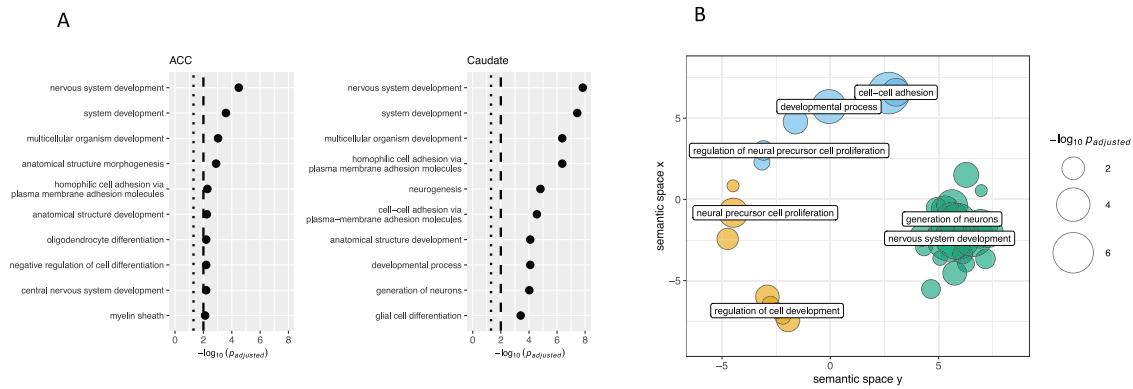 A
B
ACC
nervous system development
system development
multicellular organism development
anatomical structure morphogenesis
homophilic cell adhesion via
plasma membrane adhesion molecules
anatomical structure development
oligodendrocyte differentiation
negative regulation of cell differentiation
central nervous system development
myelin sheath
0 2 4 6 8
−log10 (p adjusted)
Caudate
nervous system development
system development
multicellular organism development
homophilic cell adhesion via
plasma membrane adhesion molecules
neurogenesis
cell−cell adhesion via
plasma−membrane adhesion molecules
anatomical structure development
developmental process
generation of neurons
glial cell differentiation
0 2 4 6 8
−log10 (p adjusted)
semantic space x
5
0
−5
cell−cell adhesion
developmental process
regulation of neural precursor cell proliferation
neural precursor cell proliferation
generation of neurons
nervous system development
regulation of cell development
−5 0 5
semantic space y
−log10 p adjusted
2
4
6